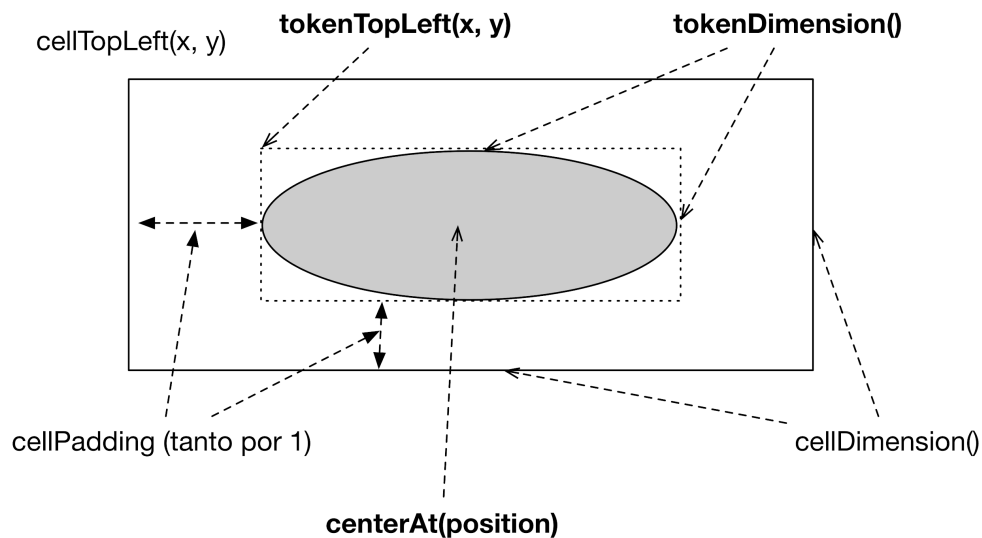 cellTopLeft(x, y)
tokenTopLeft(x, y)
tokenDimension()
cellPadding (tanto por 1)
cellDimension()
centerAt(position)